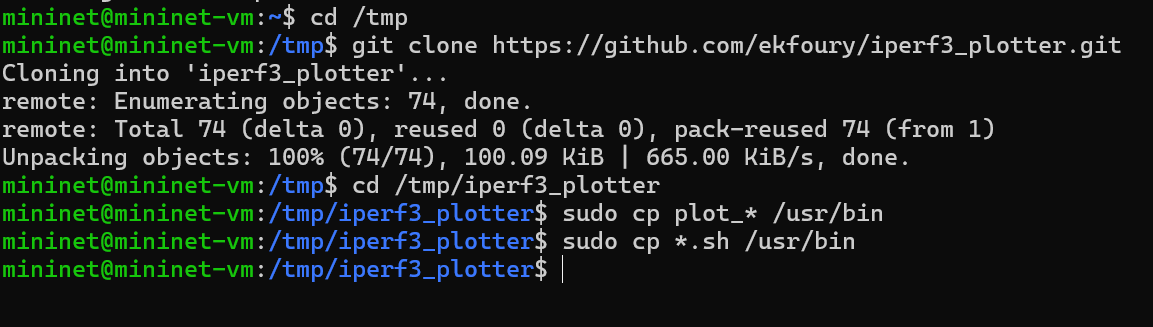 mininet@mininet-vm:~$ cd /tmp
mininet@mininet-vm:/tmp$ git clone https://github.com/ekfoury/iperf3_plotter.git
Cloning into 'iperf3_plotter'...
remote: Enumerating objects: 74, done.
remote: Total 74 (delta 0), reused 0 (delta 0), pack-reused 74 (from 1)
Unpacking objects: 100% (74/74), 100.09 KiB | 665.00 KiB/s, done.
mininet@mininet-vm:/tmp$ cd /tmp/iperf3_plotter
mininet@mininet-vm:/tmp/iperf3_plotter$ sudo cp plot_* /usr/bin
mininet@mininet-vm:/tmp/iperf3_plotter$ sudo cp *.sh /usr/bin
mininet@mininet-vm:/tmp/iperf3_plotter$